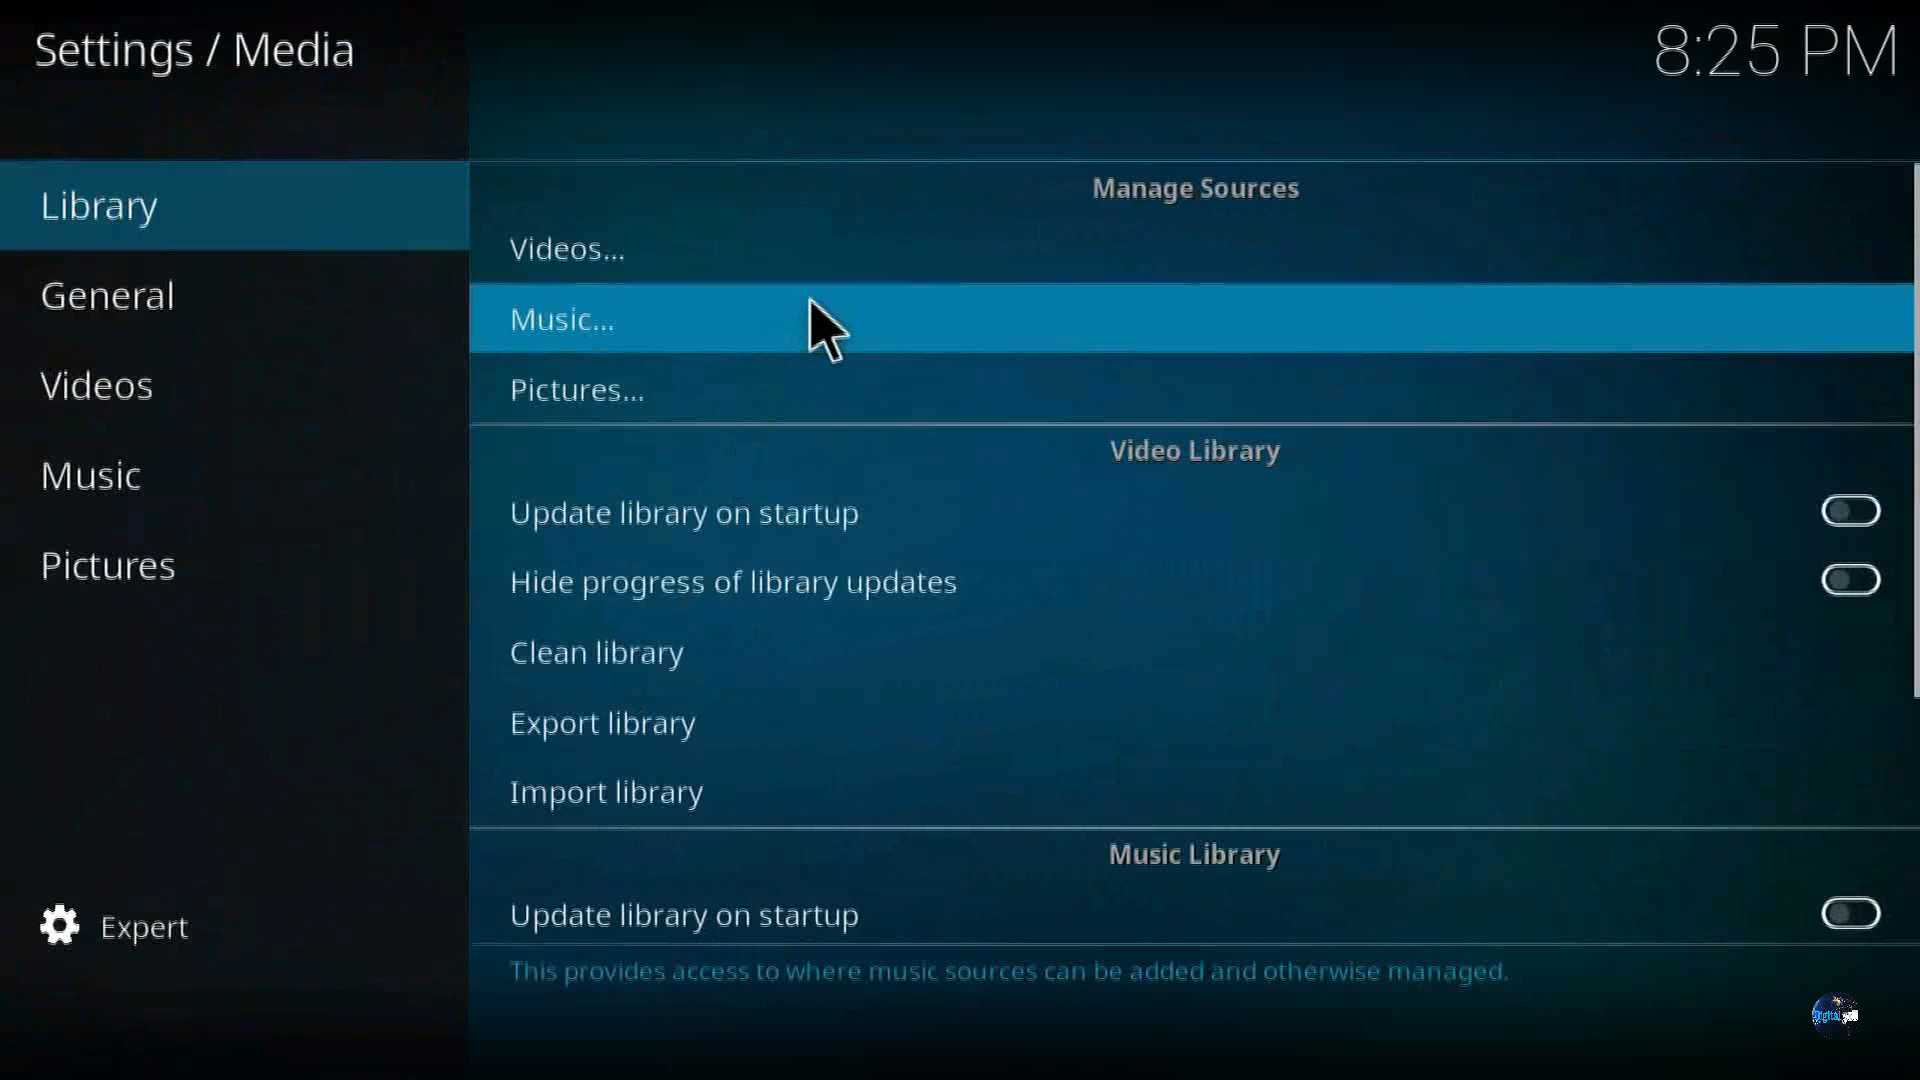 Settings / Media
8:25 PM
Library
General
Videos
Music
Pictures
Expert
Manage Sources
Videos...
Music...
Pictures...
Video Library
Update library on startup
Hide progress of library updates
Clean library
Export library
Import library
Music Library
Update library on startup
This provides access to where music sources can be added and otherwise managed.